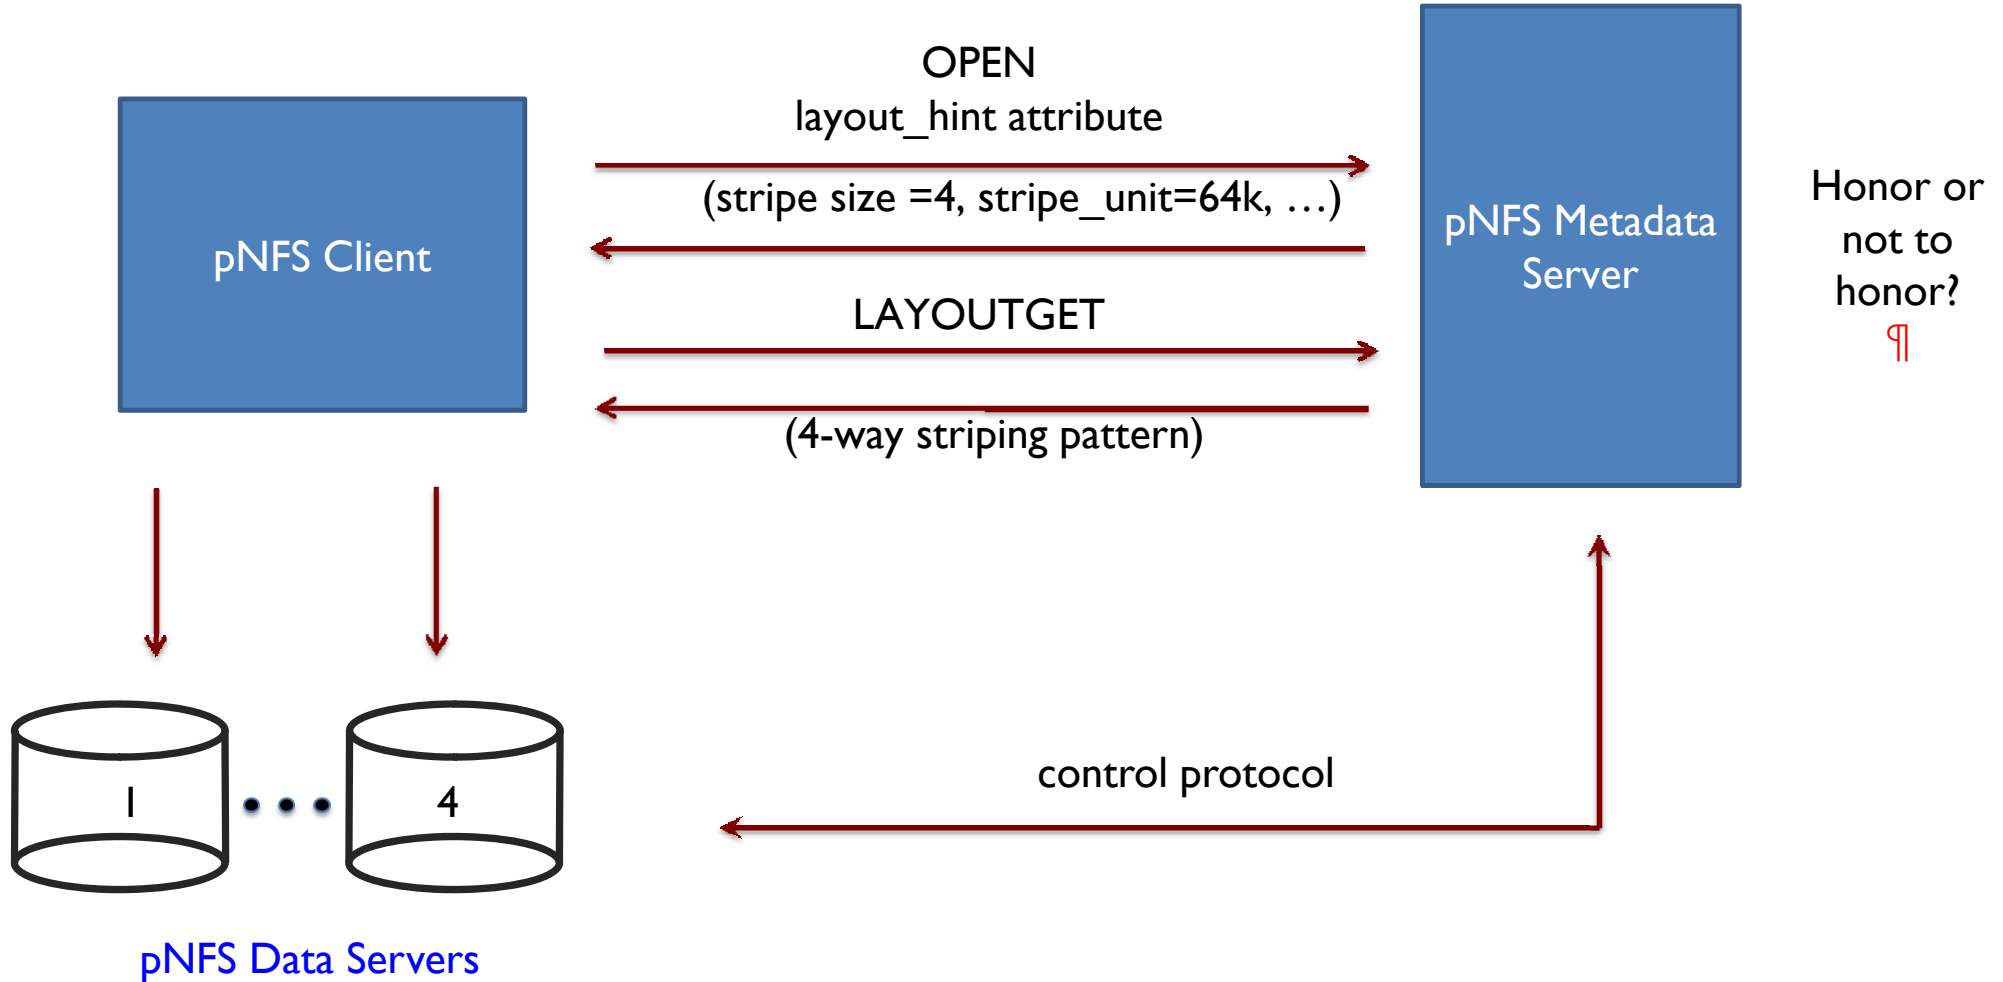 OPEN
layout_hint attribute
(stripe size =4, stripe_unit=64k, …)
pNFS Client
LAYOUTGET
(4-way striping pattern)
pNFS Metadata
Server
Honor or
not to
honor?
¶
1
4
control protocol
pNFS Data Servers